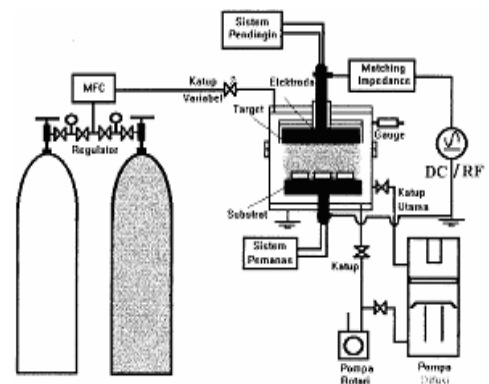 Sistem
Pendingin
Matching
Impedance
Elektroda
Katup
Variabel
MFC
Target
Gauge
Regulator
DC / RF
Katup
Utama
Substrat
Sistem
Pemanas
Katup
Pompa
Rotari
Pompa
Difusi